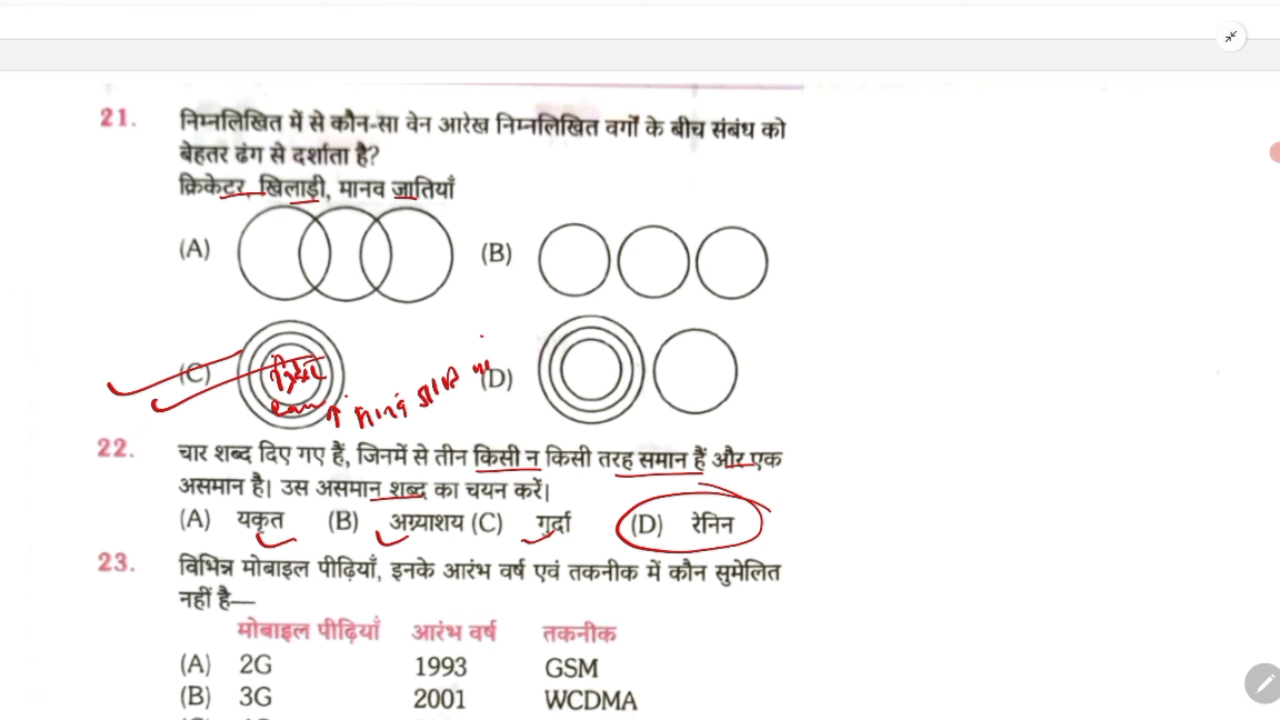 21. निम्नलिखित में से कौन-सा वेन आरेख निम्नलिखित वर्गों के बीच संबंध को
बेहतर ढंग से दर्शाता है?
क्रिकेटर, खिलाड़ी, मानव जातियाँ
(A) (B)
(C) (D)
22. चार शब्द दिए गए हैं, जिनमें से तीन किसी न किसी तरह समान हैं और एक
असमान है। उस असमान शब्द का चयन करें।
(A) यकृत (B) अग्र्याशय (C) गुर्दा (D) रेनिन
23. विभिन्न मोबाइल पीढ़ियाँ, इनके आरंभ वर्ष एवं तकनीक में कौन सुमेलित
नहीं है—
मोबाइल पीढ़ियाँ आरंभ वर्ष तकनीक
(A) 2G 1993 GSM
(B) 3G 2001 WCDMA